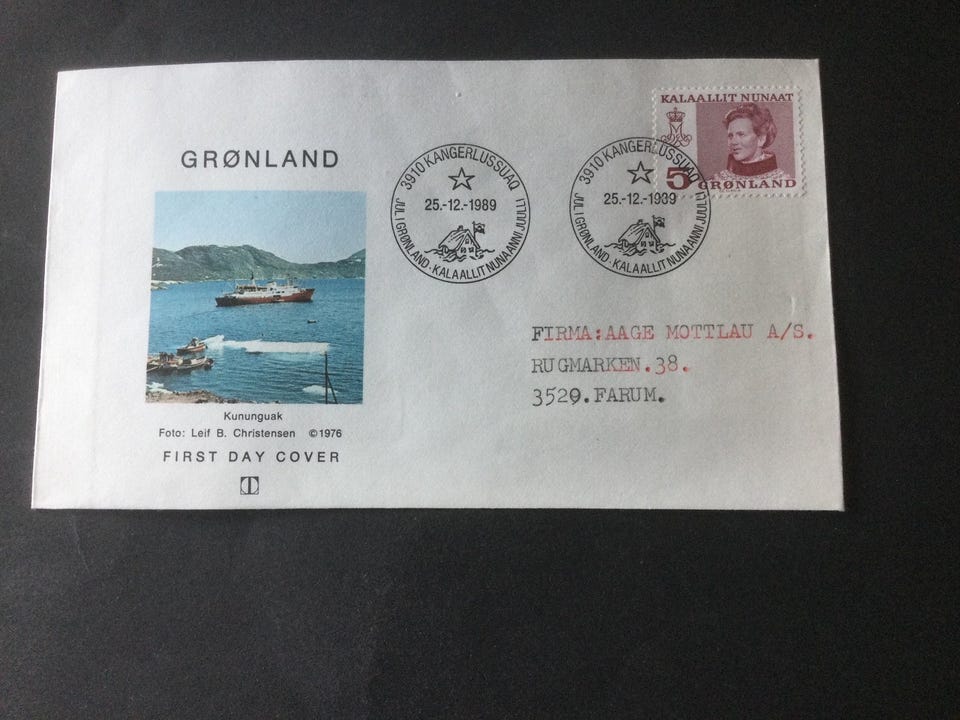 GRØNLAND
Kununguak
Foto: Leif B. Christensen ©1976
FIRST DAY COVER
3910 KANGERLUSSUAQ
25.-12.-1989
JUL I GRØNLAND - KALAALLIT NUNAANNI JUULLI
3910 KANGERLUSSUAQ
25.-12.-1989
JUL I GRØNLAND - KALAALLIT NUNAANNI JUULLI
KALAALLIT NUNAAT
5
GRØNLAND
FIRMA:AAGE MOTTLAU A/S.
RUGMARKEN.38.
3529.FARUM.